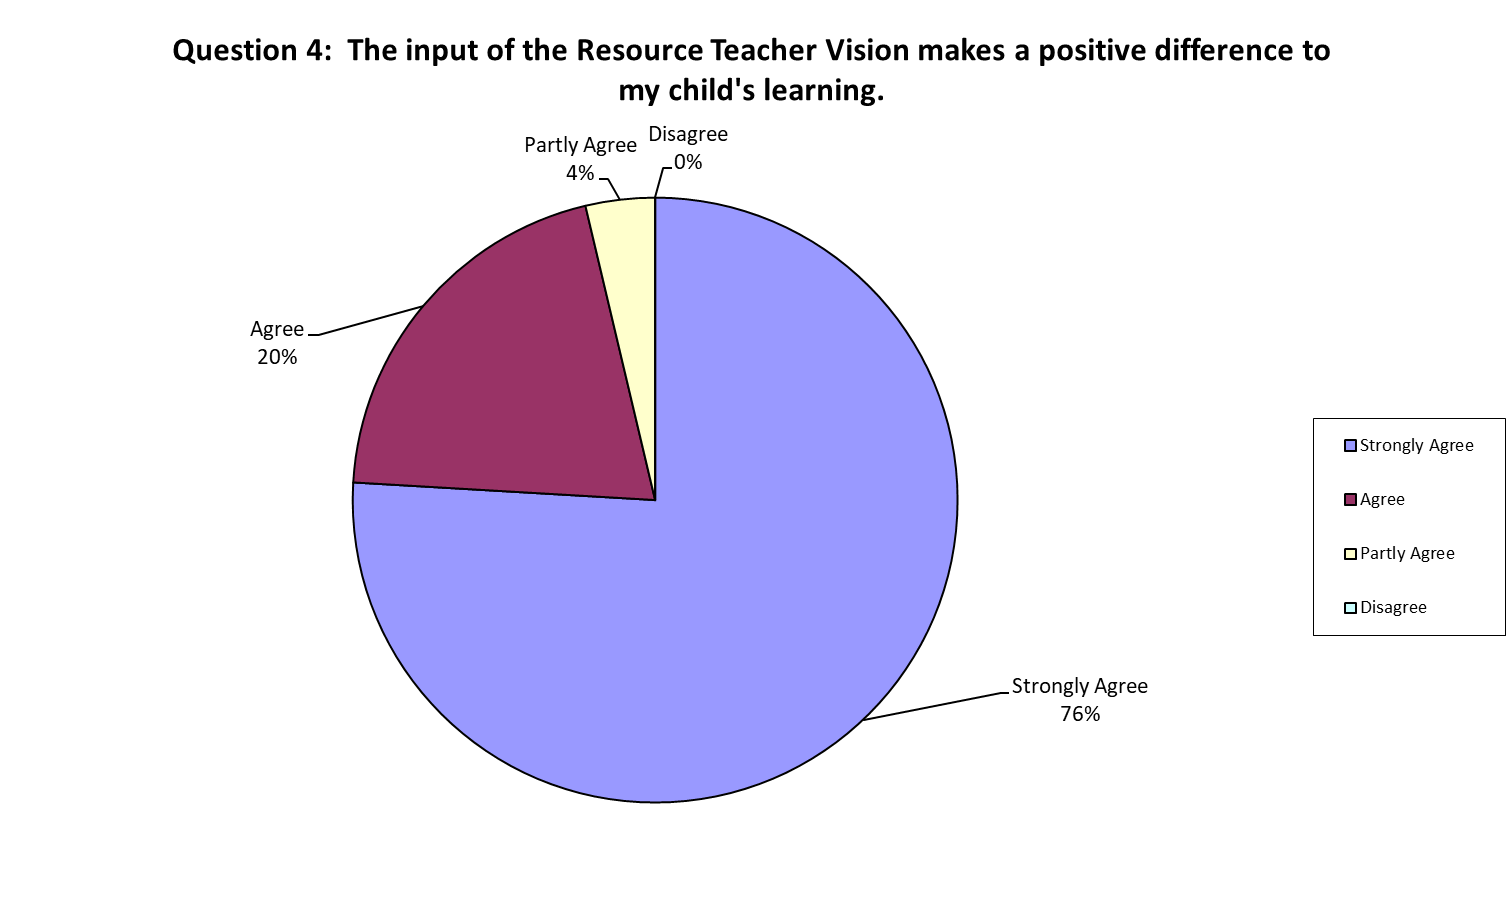 Question 4:  The input of the Resource Teacher Vision makes a positive difference to
my child's learning.
Partly Agree
4%
Disagree
0%
Agree
20%
Strongly Agree
76%
Strongly Agree
Agree
Partly Agree
Disagree